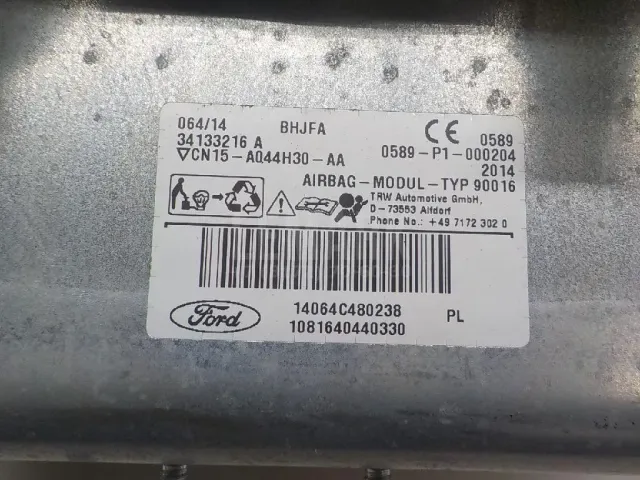 064/14 BHJFA
34133216 A CE 0589
▽CN15-A044H30-AA 0589-P1-000204
2014
AIRBAG-MODUL-TYP 90016
TRW Automotive GmbH,
D-73553 Alfdorf
Phone No.: +49 7172 302 0
14064C480238 PL
Ford 1081640440330